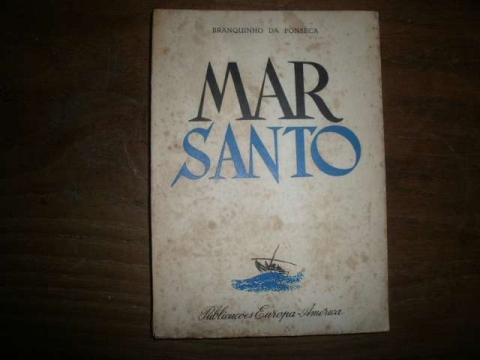 BRANQUINHO DA FONSECA
MAR
SANTO
Publicações Europa-América